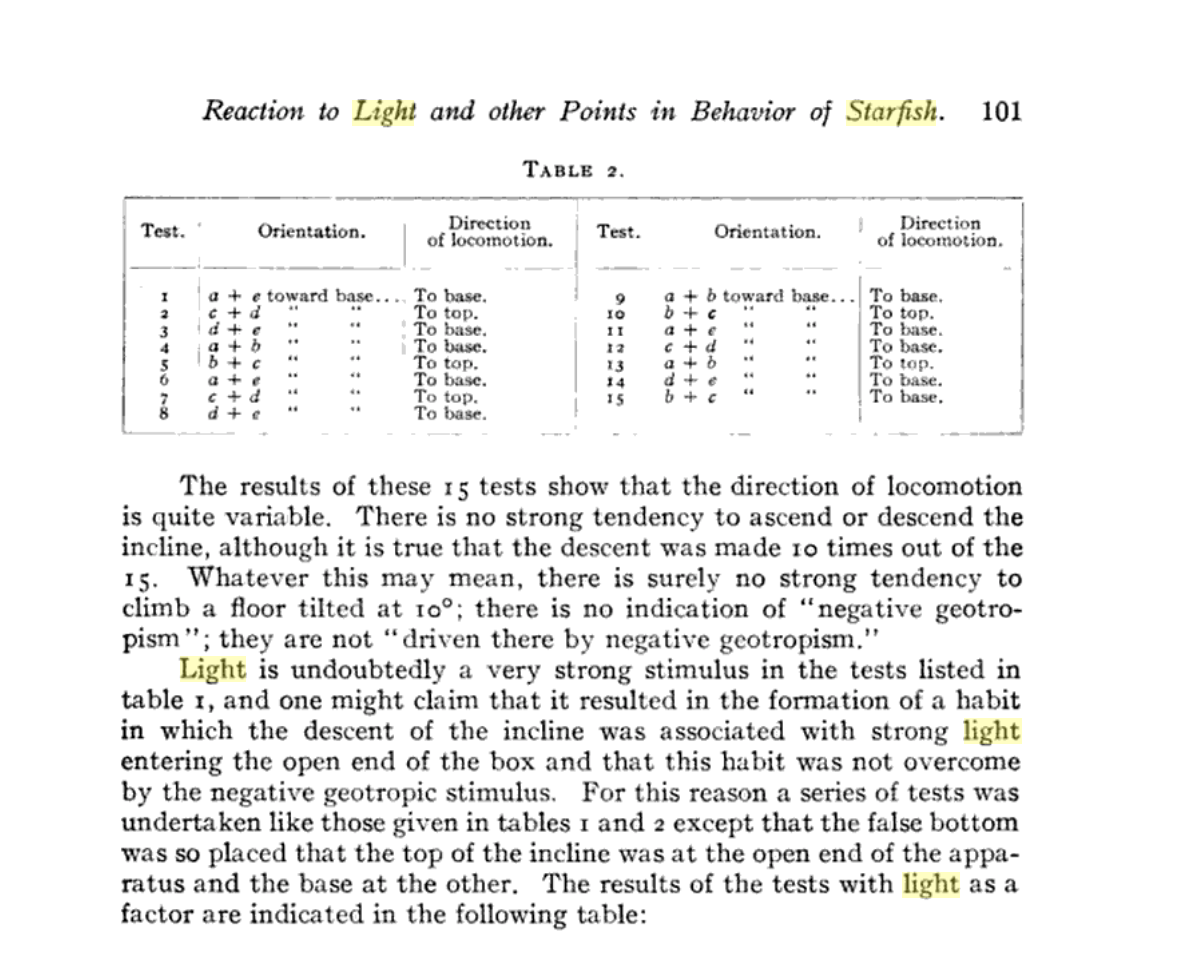 Reaction to Light and other Points in Behavior of Starfish. 101
TABLE 2.
Test. Orientation. Direction of locomotion. Test. Orientation. Direction of locomotion.
1 a + e toward base.... To base. 9 a + b toward base... To base.
2 c + d " " To top. 10 b + c " " To top.
3 d + e " " To base. 11 a + e " " To base.
4 a + b " " To base. 12 c + d " " To base.
5 b + c " " To top. 13 a + b " " To top.
6 a + e " " To base. 14 d + e " " To base.
7 c + d " " To top. 15 b + c " " To base.
8 d + e " " To base.
The results of these 15 tests show that the direction of locomotion
is quite variable. There is no strong tendency to ascend or descend the
incline, although it is true that the descent was made 10 times out of the
15. Whatever this may mean, there is surely no strong tendency to
climb a floor tilted at 10°; there is no indication of "negative geotro-
pism"; they are not "driven there by negative geotropism."
Light is undoubtedly a very strong stimulus in the tests listed in
table 1, and one might claim that it resulted in the formation of a habit
in which the descent of the incline was associated with strong light
entering the open end of the box and that this habit was not overcome
by the negative geotropic stimulus. For this reason a series of tests was
undertaken like those given in tables 1 and 2 except that the false bottom
was so placed that the top of the incline was at the open end of the appa-
ratus and the base at the other. The results of the tests with light as a
factor are indicated in the following table: